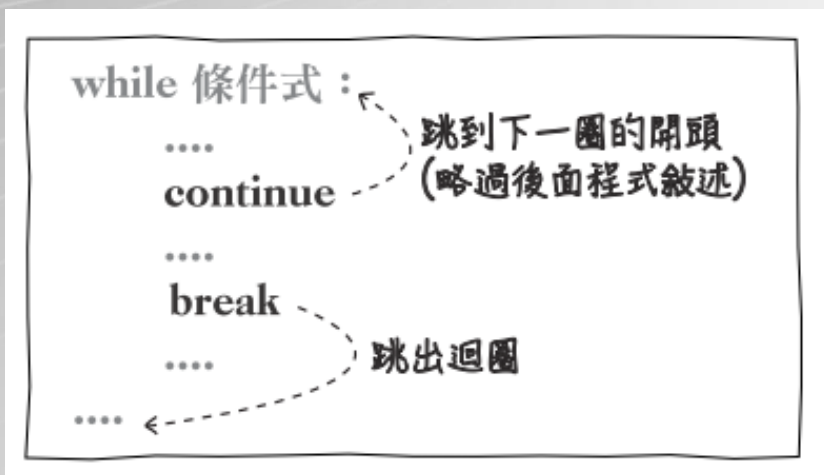 while 條件式：
....
跳到下一圈的開頭
continue
(略過後面程式敍述)
....
break
....
跳出迴圈
....